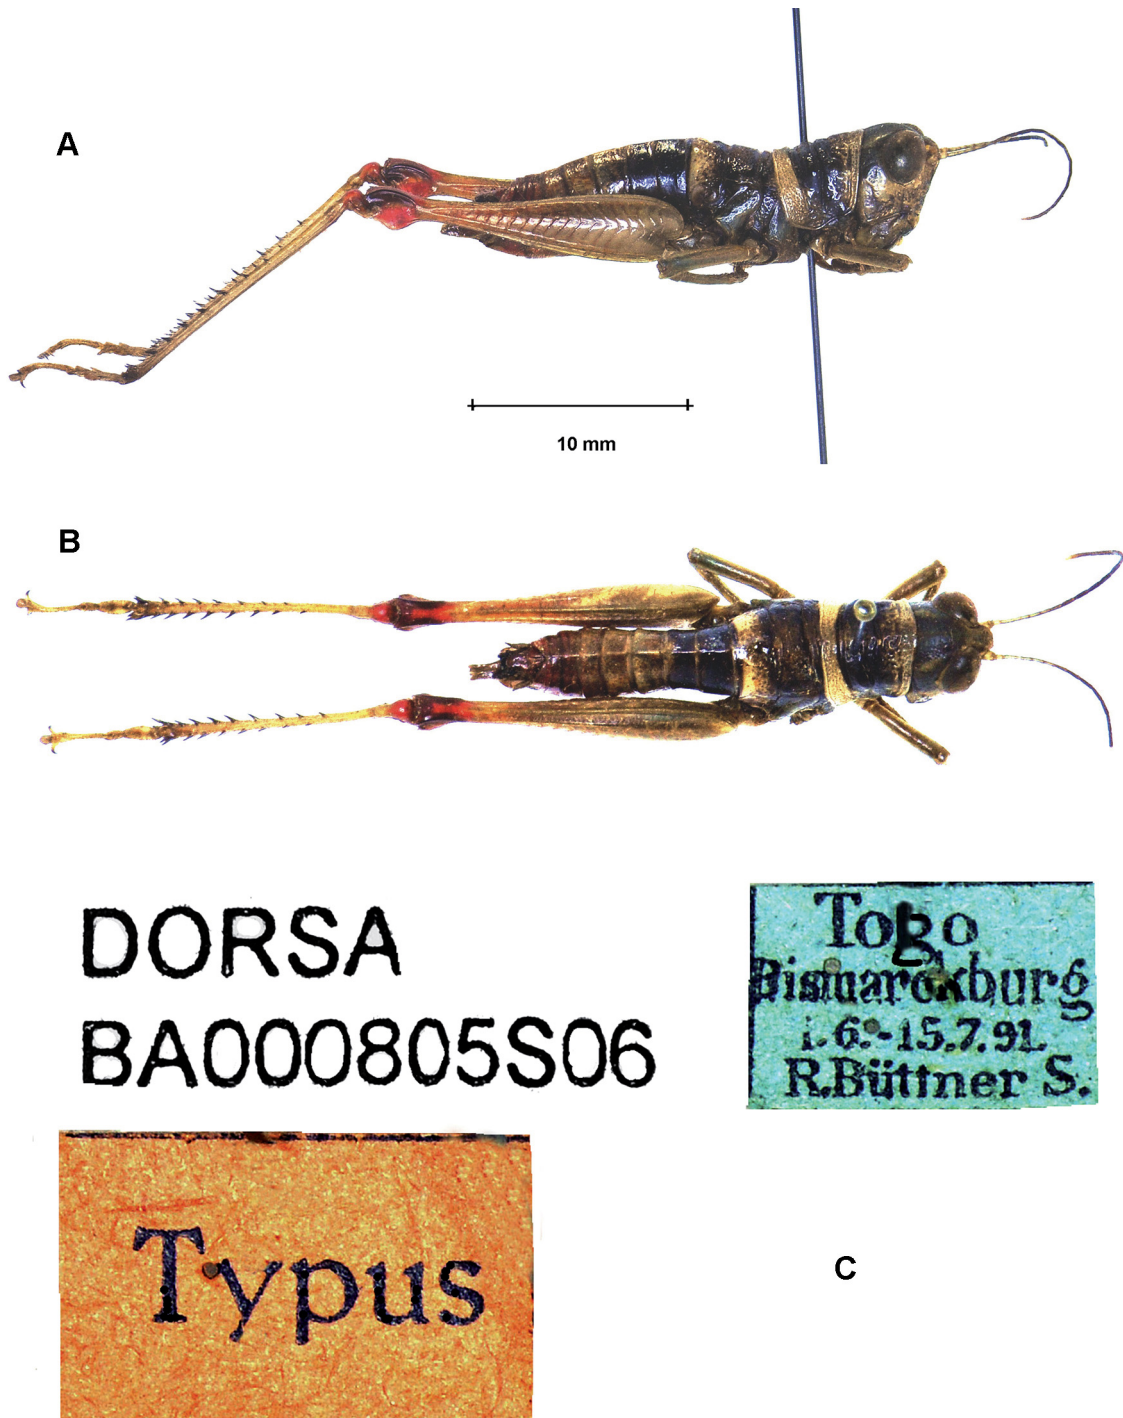 A
10 mm
B
DORSA
BA000805S06
Togo
Bismarckburg
1.6.-15.7.91.
R.Büttner S.
Typus
C